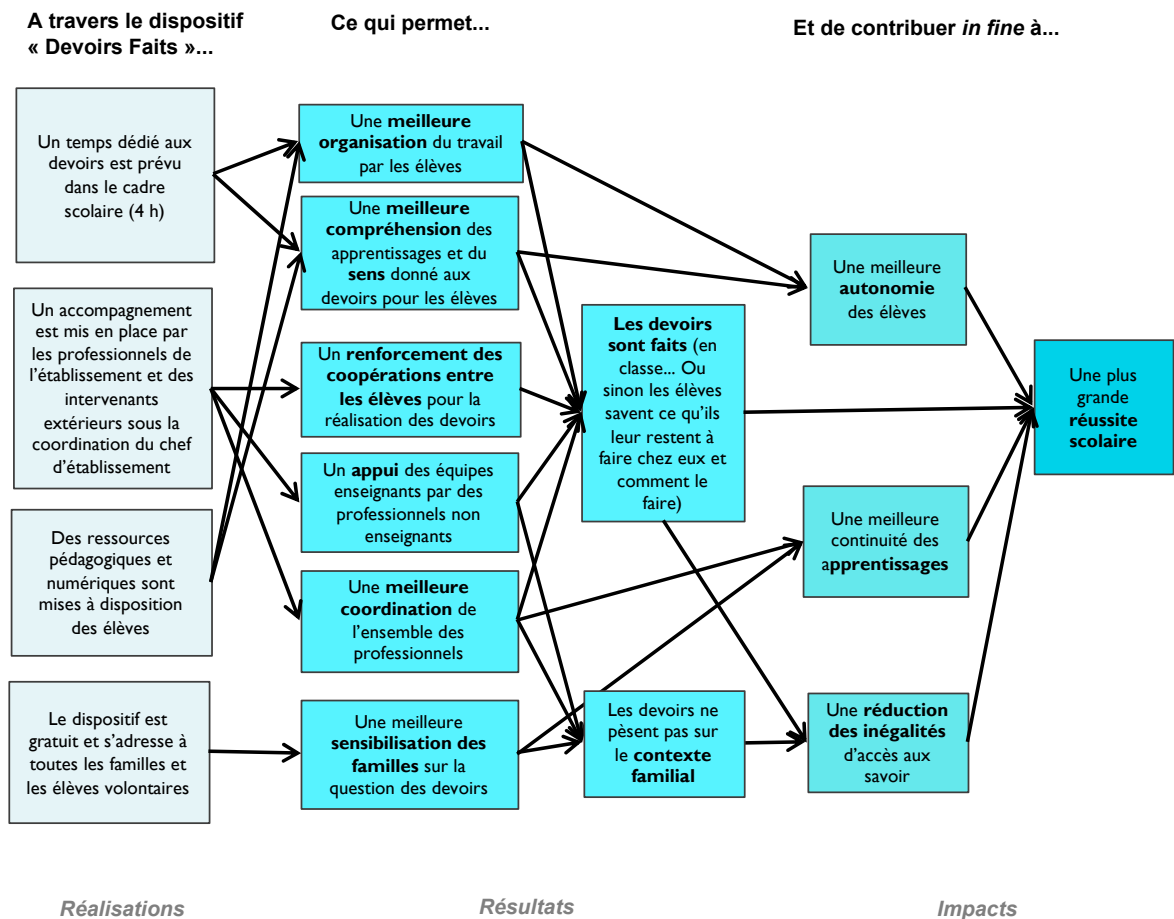 A travers le dispositif
« Devoirs Faits »...
Ce qui permet...
Et de contribuer in fine à...
Un temps dédié aux
devoirs est prévu
dans le cadre
scolaire (4 h)
Un accompagnement
est mis en place par
les professionnels de
l’établissement et des
intervenants
extérieurs sous la
coordination du chef
d’établissement
Des ressources
pédagogiques et
numériques sont
mises à disposition
des élèves
Le dispositif est
gratuit et s’adresse à
toutes les familles et
les élèves volontaires
Une meilleure
organisation du travail
par les élèves
Une meilleure
compréhension des
apprentissages et du
sens donné aux
devoirs pour les élèves
Un renforcement des
coopérations entre
les élèves pour la
réalisation des devoirs
Un appui des équipes
enseignants par des
professionnels non
enseignants
Une meilleure
coordination de
l’ensemble des
professionnels
Une meilleure
sensibilisation des
familles sur la
question des devoirs
Les devoirs
sont faits (en
classe... Ou
sinon les élèves
savent ce qu’ils
leur restent à
faire chez eux et
comment le
faire)
Les devoirs ne
pèsent pas sur
le contexte
familial
Une meilleure
autonomie
des élèves
Une meilleure
continuité des
apprentissages
Une réduction
des inégalités
d’accès aux
savoir
Une plus
grande
réussite
scolaire
Réalisations
Résultats
Impacts